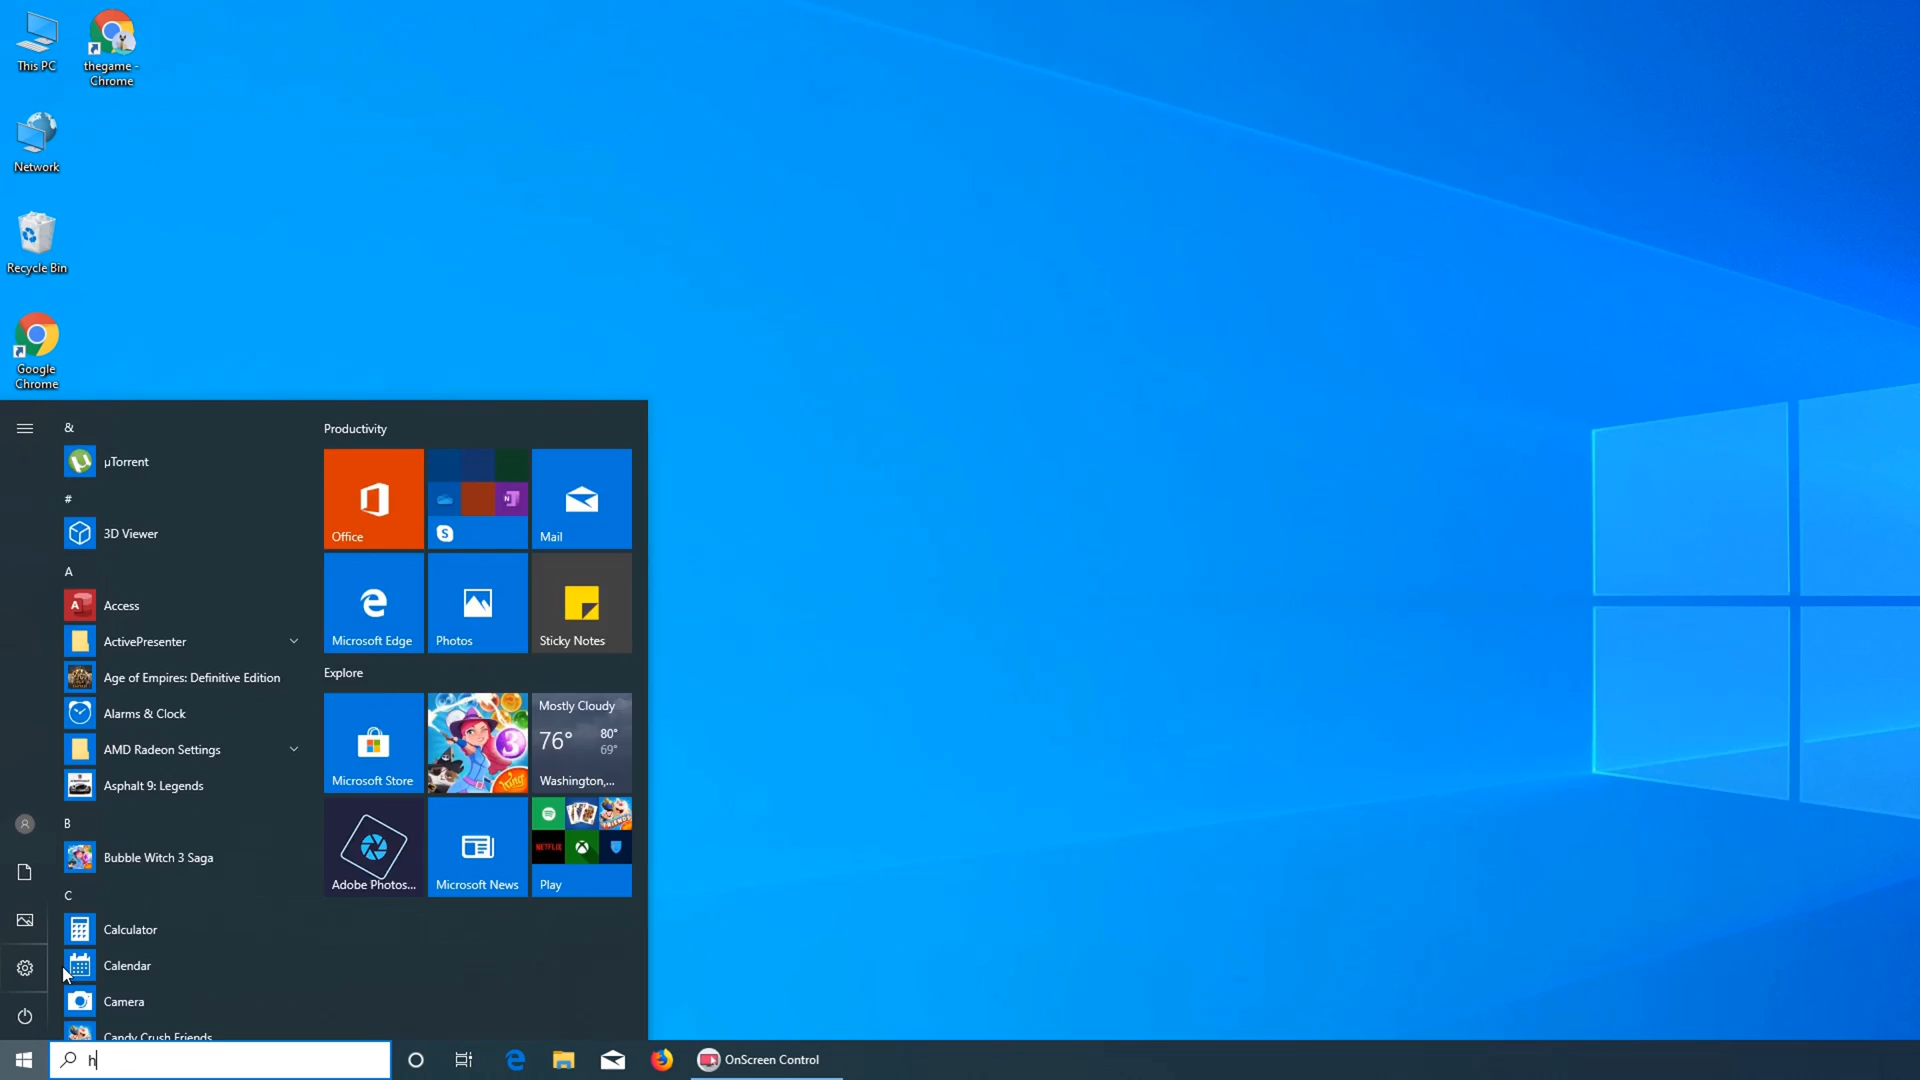 This PC
thegame -
Chrome
Network
Recycle Bin
Google
Chrome
&
µTorrent
#
3D Viewer
A
Access
ActivePresenter
Age of Empires: Definitive Edition
Alarms & Clock
AMD Radeon Settings
Asphalt 9: Legends
B
Bubble Witch 3 Saga
C
Calculator
Calendar
Camera
Candy Crush Friends
Productivity
Office
Mail
Microsoft Edge
Photos
Sticky Notes
Explore
Microsoft Store
Mostly Cloudy
76°
80°
69°
Washington,...
Adobe Photos...
Microsoft News
NETFLIX
Play
h
OnScreen Control